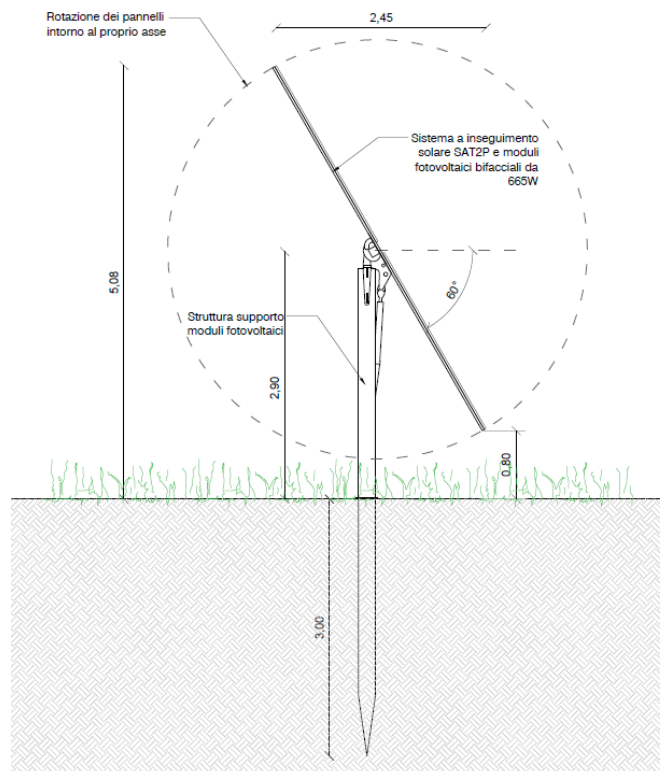 Rotazione dei pannelli
intorno al proprio asse
2,45
Sistema a inseguimento
solare SAT2P e moduli
fotovoltaici bifacciali da
665W
5,08
60°
Struttura supporto
moduli fotovoltaici
2,90
0,80
3,00